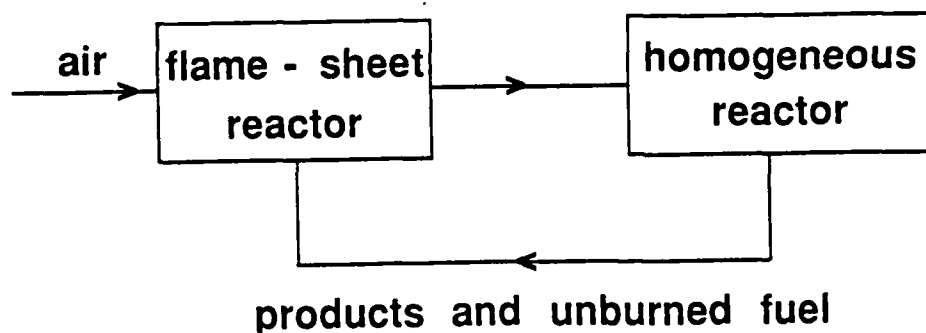 air
flame - sheet
reactor
homogeneous
reactor
products and unburned fuel